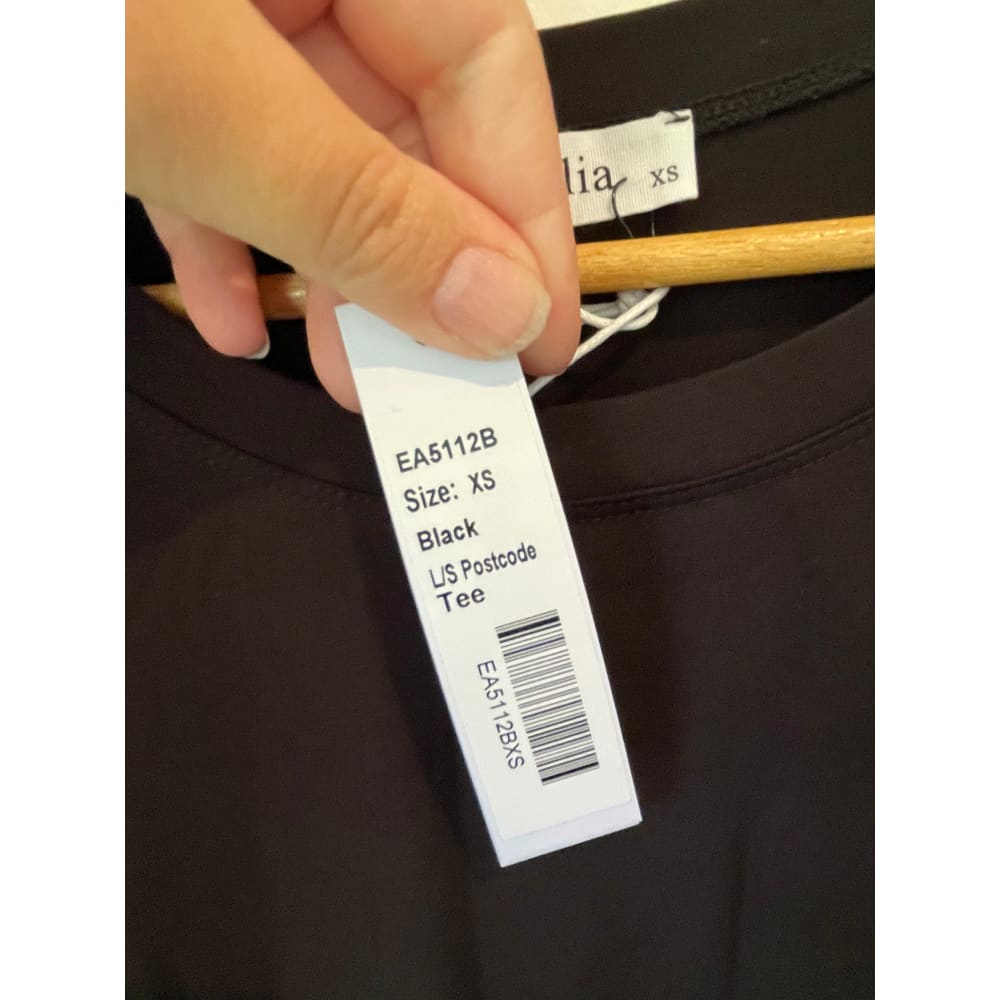 lia XS
EA5112B
Size: XS
Black
L/S Postcode
Tee
EA5112BXS